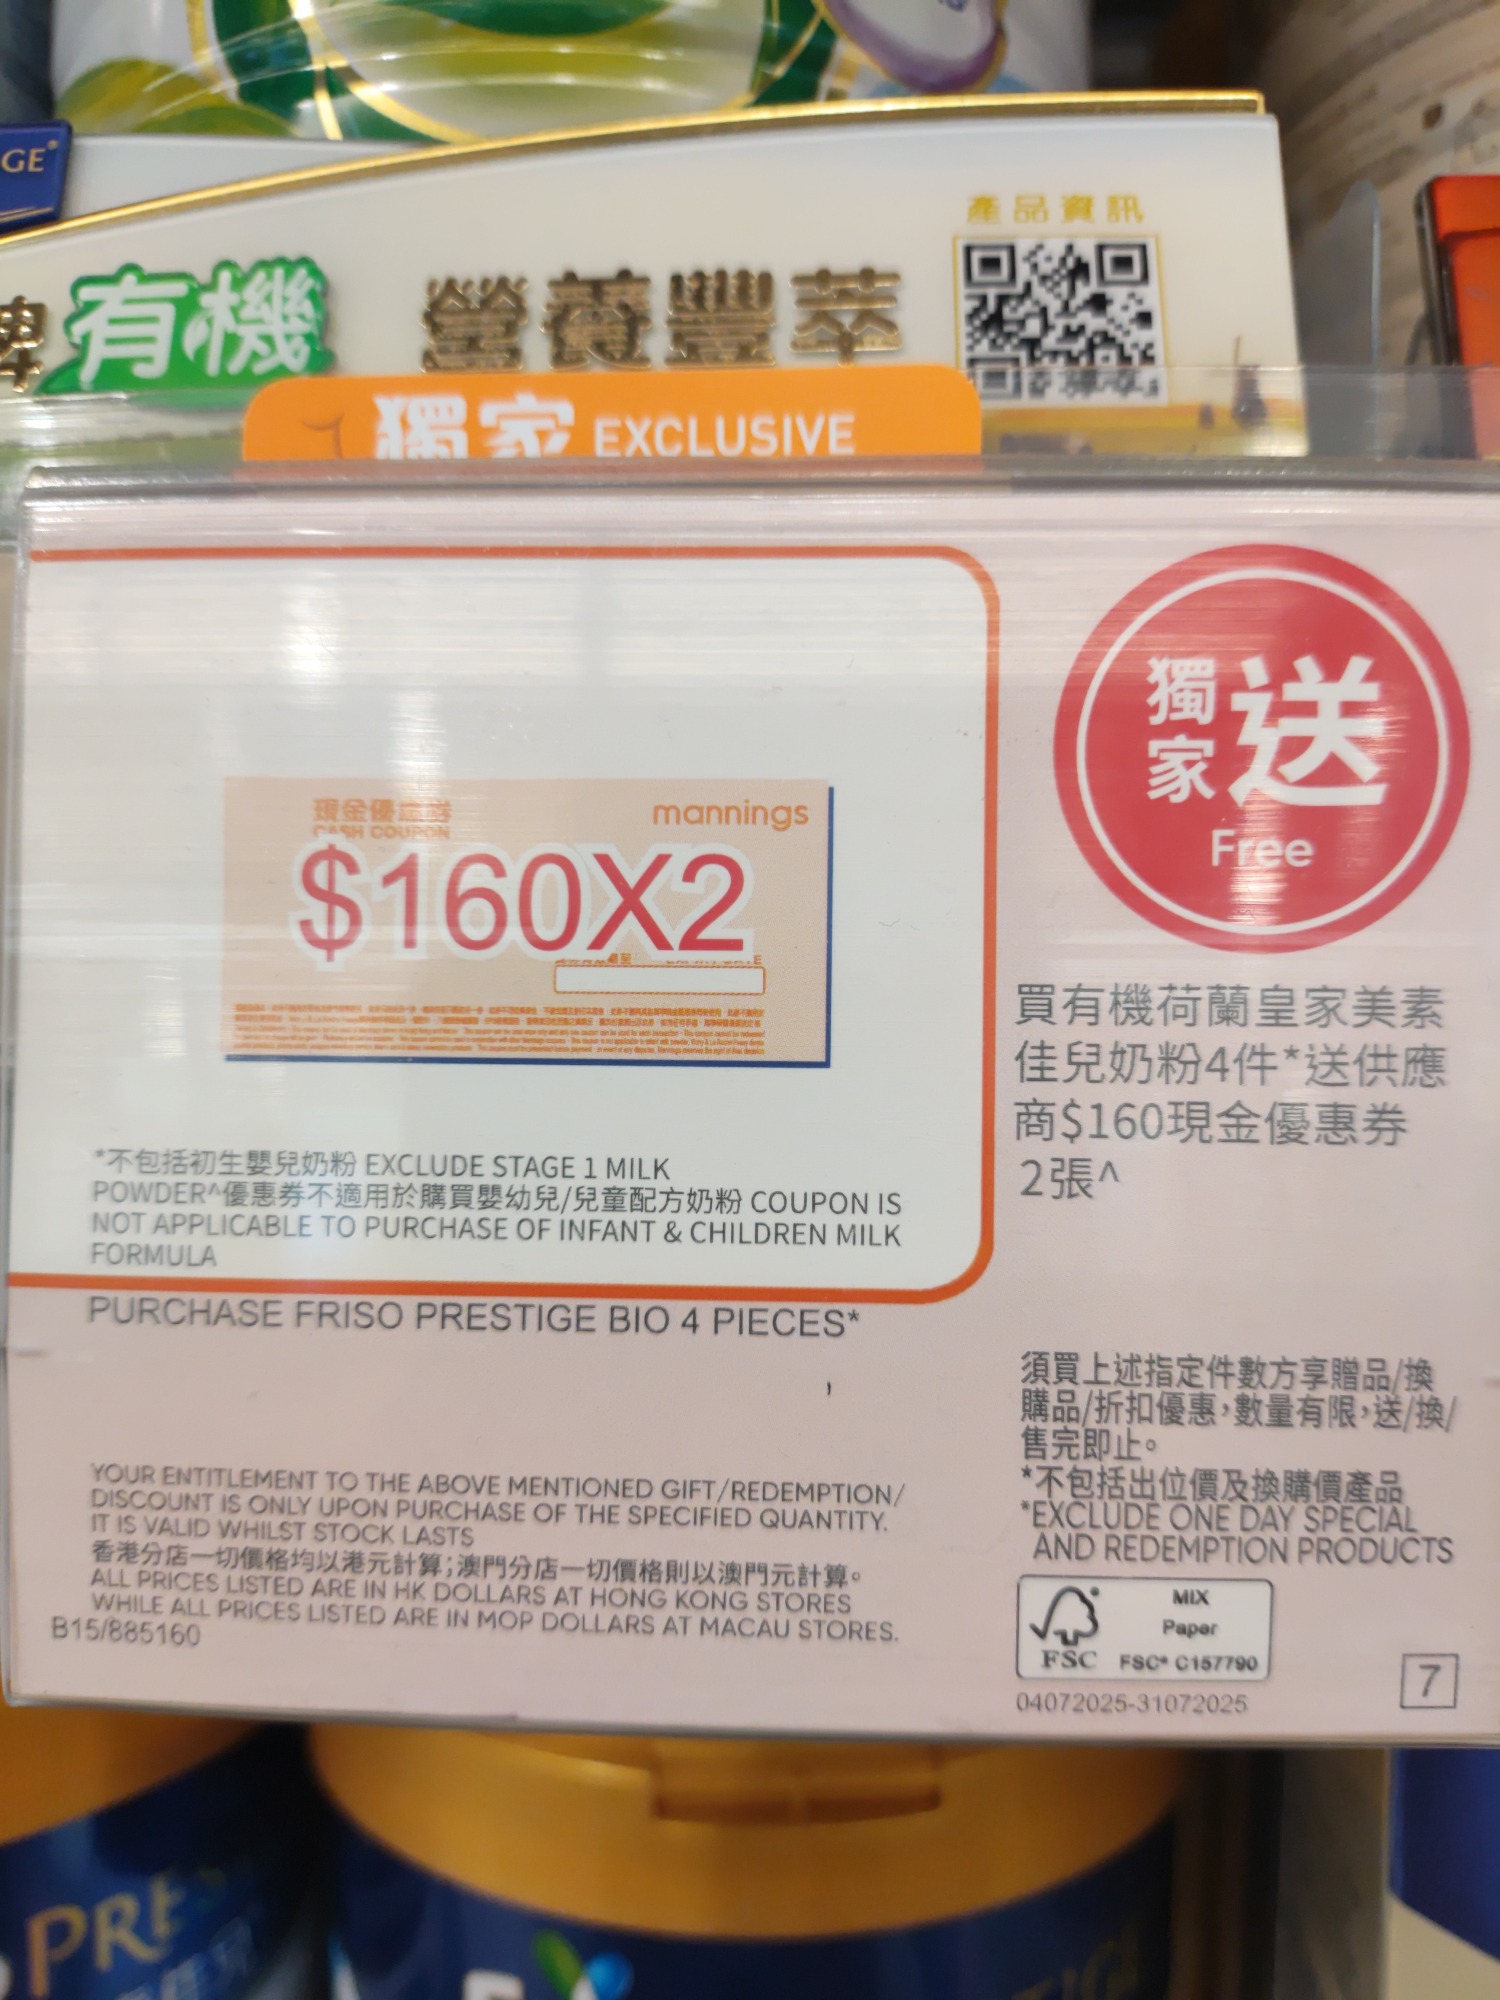 GE®
產品資訊
有機 營養豐萃
獨家 EXCLUSIVE
現金優惠券 mannings
CASH COUPON
$160X2
獨家 送
Free
買有機荷蘭皇家美素
佳兒奶粉4件*送供應
商$160現金優惠券
2張^
*不包括初生嬰兒奶粉 EXCLUDE STAGE 1 MILK
POWDER^優惠券不適用於購買嬰幼兒/兒童配方奶粉 COUPON IS
NOT APPLICABLE TO PURCHASE OF INFANT & CHILDREN MILK
FORMULA
PURCHASE FRISO PRESTIGE BIO 4 PIECES*
須買上述指定件數方享贈品/換
購品/折扣優惠，數量有限，送/換/
售完即止。
*不包括出位價及換購價產品
*EXCLUDE ONE DAY SPECIAL
AND REDEMPTION PRODUCTS
YOUR ENTITLEMENT TO THE ABOVE MENTIONED GIFT/REDEMPTION/
DISCOUNT IS ONLY UPON PURCHASE OF THE SPECIFIED QUANTITY.
IT IS VALID WHILST STOCK LASTS
香港分店一切價格均以港元計算；澳門分店一切價格則以澳門元計算。
ALL PRICES LISTED ARE IN HK DOLLARS AT HONG KONG STORES
WHILE ALL PRICES LISTED ARE IN MOP DOLLARS AT MACAU STORES.
B15/885160
MIX
Paper
FSC FSC® C157790
04072025-31072025
7
PRES